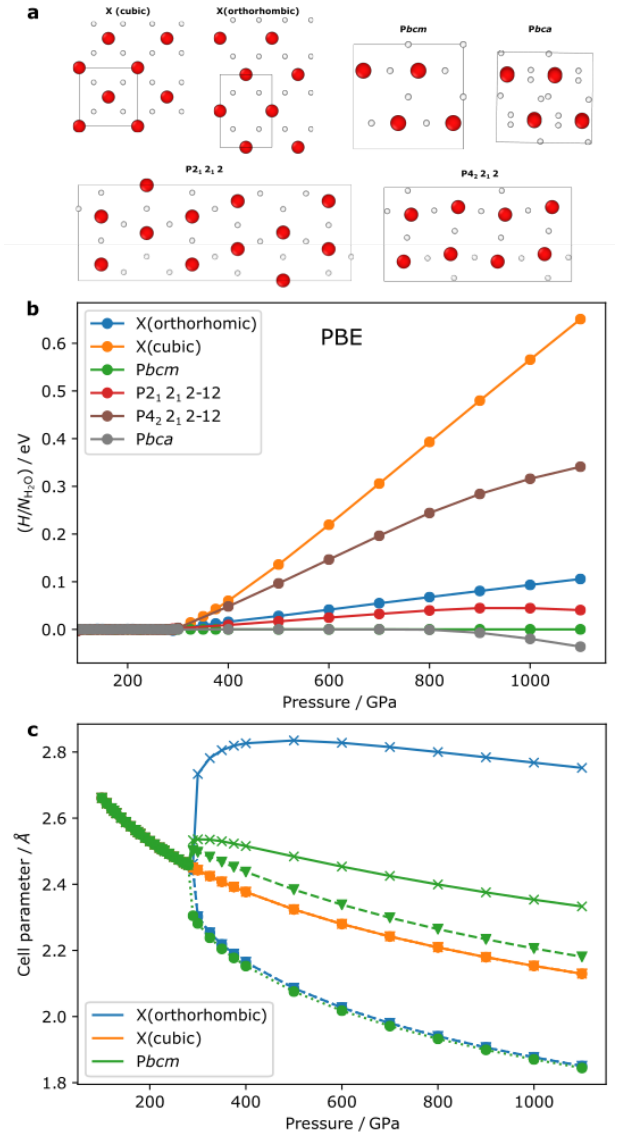 a
X (cubic)
X(orthorhombic)
Pbcm
Pbca
P2₁ 2₁ 2
P4₂ 2₁ 2
b
PBE
X(orthorhomic)
X(cubic)
Pbcm
P2₁ 2₁ 2-12
P4₂ 2₁ 2-12
Pbca
(H/N_H₂O) / eV
0.6
0.5
0.4
0.3
0.2
0.1
0.0
200 400 600 800 1000
Pressure / GPa
c
Cell parameter / Å
2.8
2.6
2.4
2.2
2.0
1.8
X(orthorhombic)
X(cubic)
Pbcm
200 400 600 800 1000
Pressure / GPa